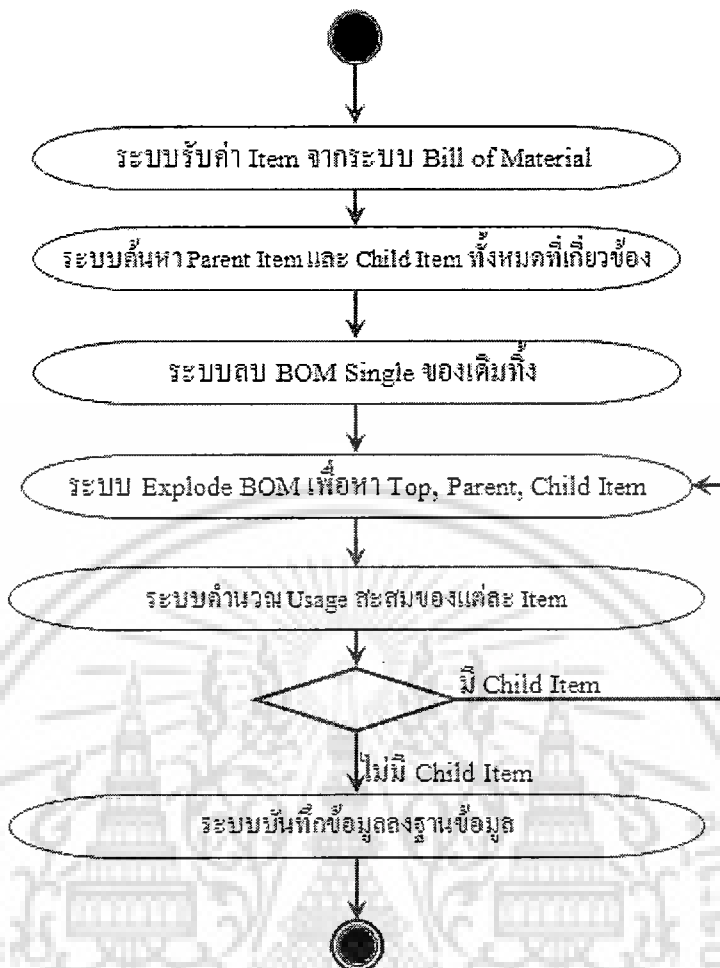 ระบบรับค่า Item จากระบบ Bill of Material
ระบบค้นหา Parent Item และ Child Item ทั้งหมดที่เกี่ยวข้อง
ระบบลบ BOM Single ของเดิมทิ้ง
ระบบ Explode BOM เพื่อหา Top, Parent, Child Item
ระบบคำนวณ Usage สะสมของแต่ละ Item
มี Child Item
ไม่มี Child Item
ระบบบันทึกข้อมูลลงฐานข้อมูล